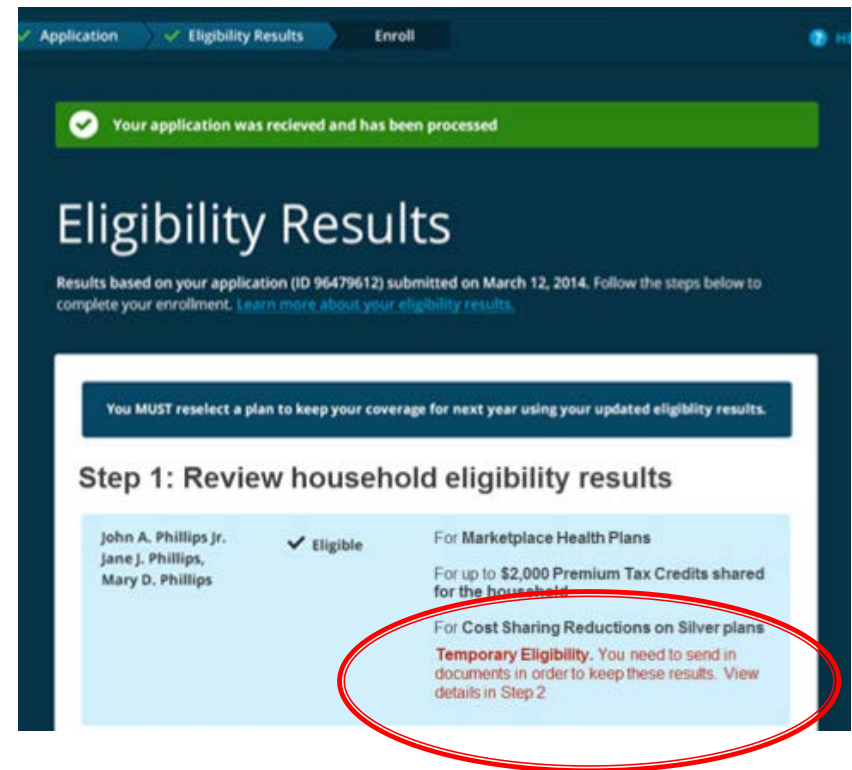 Application Eligibility Results Enroll
Your application was recieved and has been processed
Eligibility Results
Results based on your application (ID 96479612) submitted on March 12, 2014. Follow the steps below to
complete your enrollment. Learn more about your eligibility results.
You MUST reselect a plan to keep your coverage for next year using your updated eligiblity results.
Step 1: Review household eligibility results
John A. Phillips Jr.
Jane J. Phillips,
Mary D. Phillips
Eligible
For Marketplace Health Plans
For up to $2,000 Premium Tax Credits shared
for the household
For Cost Sharing Reductions on Silver plans
Temporary Eligibility. You need to send in
documents in order to keep these results. View
details in Step 2